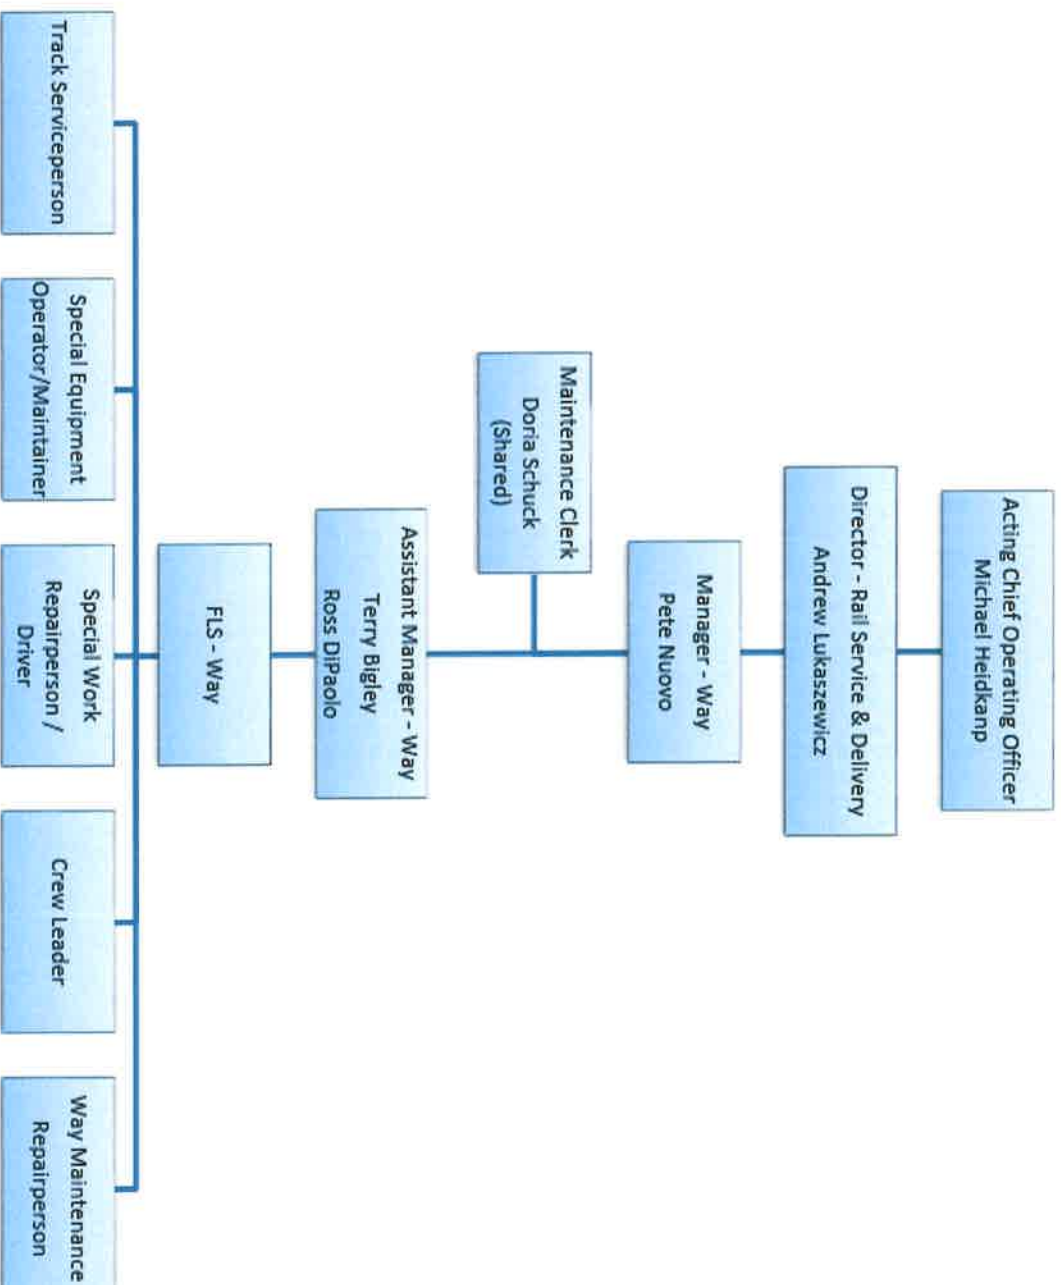 Acting Chief Operating Officer
Michael Heidkanp
Director - Rail Service & Delivery
Andrew Lukaszewicz
Manager - Way
Pete Nuovo
Maintenance Clerk
Doria Schuck
(Shared)
Assistant Manager - Way
Terry Bigley
Ross DiPaolo
FLS - Way
Track Serviceperson
Special Equipment
Operator/Maintainer
Special Work
Repairperson /
Driver
Crew Leader
Way Maintenance
Repairperson